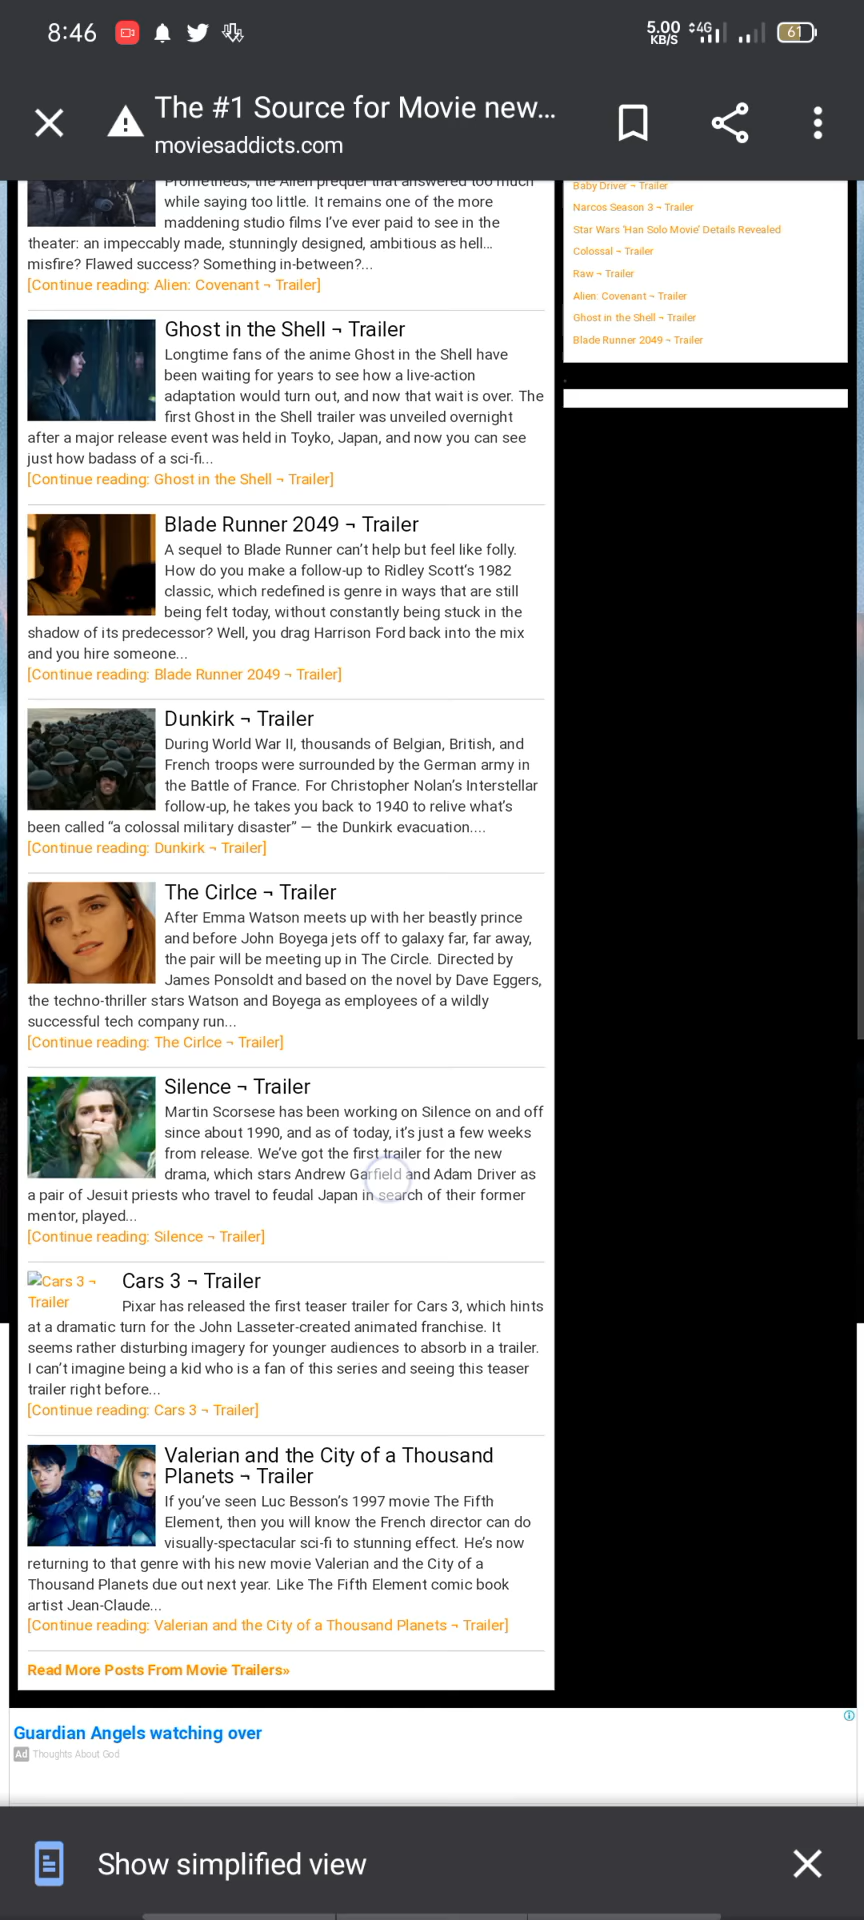 8:46
5.00 KB/S
4G
61
The #1 Source for Movie new...
moviesaddicts.com
Prometheus, the Alien prequel that answered too much
while saying too little. It remains one of the more
maddening studio films I've ever paid to see in the
theater: an impeccably made, stunningly designed, ambitious as hell...
misfire? Flawed success? Something in-between?...
[Continue reading: Alien: Covenant ¬ Trailer]
Ghost in the Shell ¬ Trailer
Longtime fans of the anime Ghost in the Shell have
been waiting for years to see how a live-action
adaptation would turn out, and now that wait is over. The
first Ghost in the Shell trailer was unveiled overnight
after a major release event was held in Toyko, Japan, and now you can see
just how badass of a sci-fi...
[Continue reading: Ghost in the Shell ¬ Trailer]
Blade Runner 2049 ¬ Trailer
A sequel to Blade Runner can't help but feel like folly.
How do you make a follow-up to Ridley Scott's 1982
classic, which redefined is genre in ways that are still
being felt today, without constantly being stuck in the
shadow of its predecessor? Well, you drag Harrison Ford back into the mix
and you hire someone...
[Continue reading: Blade Runner 2049 ¬ Trailer]
Dunkirk ¬ Trailer
During World War II, thousands of Belgian, British, and
French troops were surrounded by the German army in
the Battle of France. For Christopher Nolan's Interstellar
follow-up, he takes you back to 1940 to relive what's
been called “a colossal military disaster” — the Dunkirk evacuation....
[Continue reading: Dunkirk ¬ Trailer]
The Cirlce ¬ Trailer
After Emma Watson meets up with her beastly prince
and before John Boyega jets off to galaxy far, far away,
the pair will be meeting up in The Circle. Directed by
James Ponsoldt and based on the novel by Dave Eggers,
the techno-thriller stars Watson and Boyega as employees of a wildly
successful tech company run...
[Continue reading: The Cirlce ¬ Trailer]
Silence ¬ Trailer
Martin Scorsese has been working on Silence on and off
since about 1990, and as of today, it's just a few weeks
from release. We've got the first trailer for the new
drama, which stars Andrew Garfield and Adam Driver as
a pair of Jesuit priests who travel to feudal Japan in search of their former
mentor, played...
[Continue reading: Silence ¬ Trailer]
Cars 3 ¬
Trailer
Cars 3 ¬ Trailer
Pixar has released the first teaser trailer for Cars 3, which hints
at a dramatic turn for the John Lasseter-created animated franchise. It
seems rather disturbing imagery for younger audiences to absorb in a trailer.
I can't imagine being a kid who is a fan of this series and seeing this teaser
trailer right before...
[Continue reading: Cars 3 ¬ Trailer]
Valerian and the City of a Thousand
Planets ¬ Trailer
If you've seen Luc Besson's 1997 movie The Fifth
Element, then you will know the French director can do
visually-spectacular sci-fi to stunning effect. He's now
returning to that genre with his new movie Valerian and the City of a
Thousand Planets due out next year. Like The Fifth Element comic book
artist Jean-Claude...
[Continue reading: Valerian and the City of a Thousand Planets ¬ Trailer]
Read More Posts From Movie Trailers»
Baby Driver ¬ Trailer
Narcos Season 3 ¬ Trailer
Star Wars 'Han Solo Movie' Details Revealed
Colossal ¬ Trailer
Raw ¬ Trailer
Alien: Covenant ¬ Trailer
Ghost in the Shell ¬ Trailer
Blade Runner 2049 ¬ Trailer
Guardian Angels watching over
Ad Thoughts About God
Show simplified view